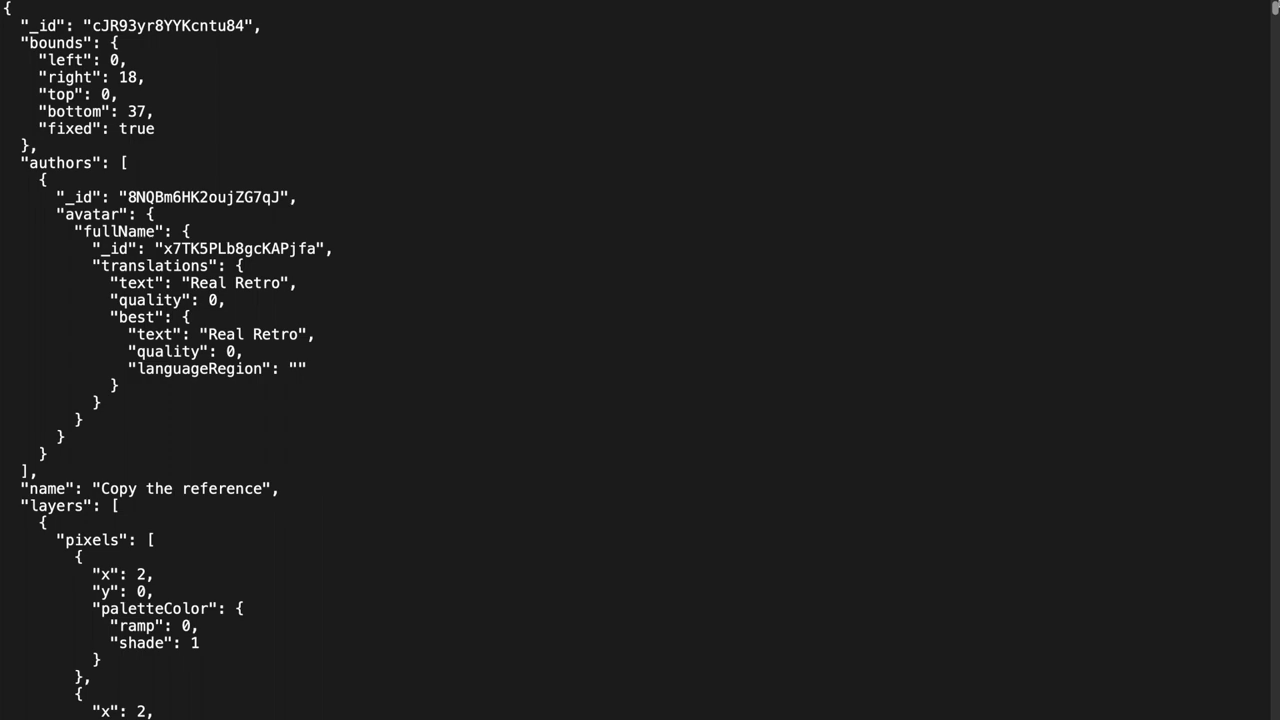 {
  "_id": "cJR93yr8YYKcntu84",
  "bounds": {
    "left": 0,
    "right": 18,
    "top": 0,
    "bottom": 37,
    "fixed": true
  },
  "authors": [
    {
      "_id": "8NQBm6HK2oujZG7qJ",
      "avatar": {
        "fullName": {
          "_id": "x7TK5PLb8gcKAPjfa",
          "translations": {
            "text": "Real Retro",
            "quality": 0,
            "best": {
              "text": "Real Retro",
              "quality": 0,
              "languageRegion": ""
            }
          }
        }
      }
    }
  ],
  "name": "Copy the reference",
  "layers": [
    {
      "pixels": [
        {
          "x": 2,
          "y": 0,
          "paletteColor": {
            "ramp": 0,
            "shade": 1
          }
        },
        {
          "x": 2,